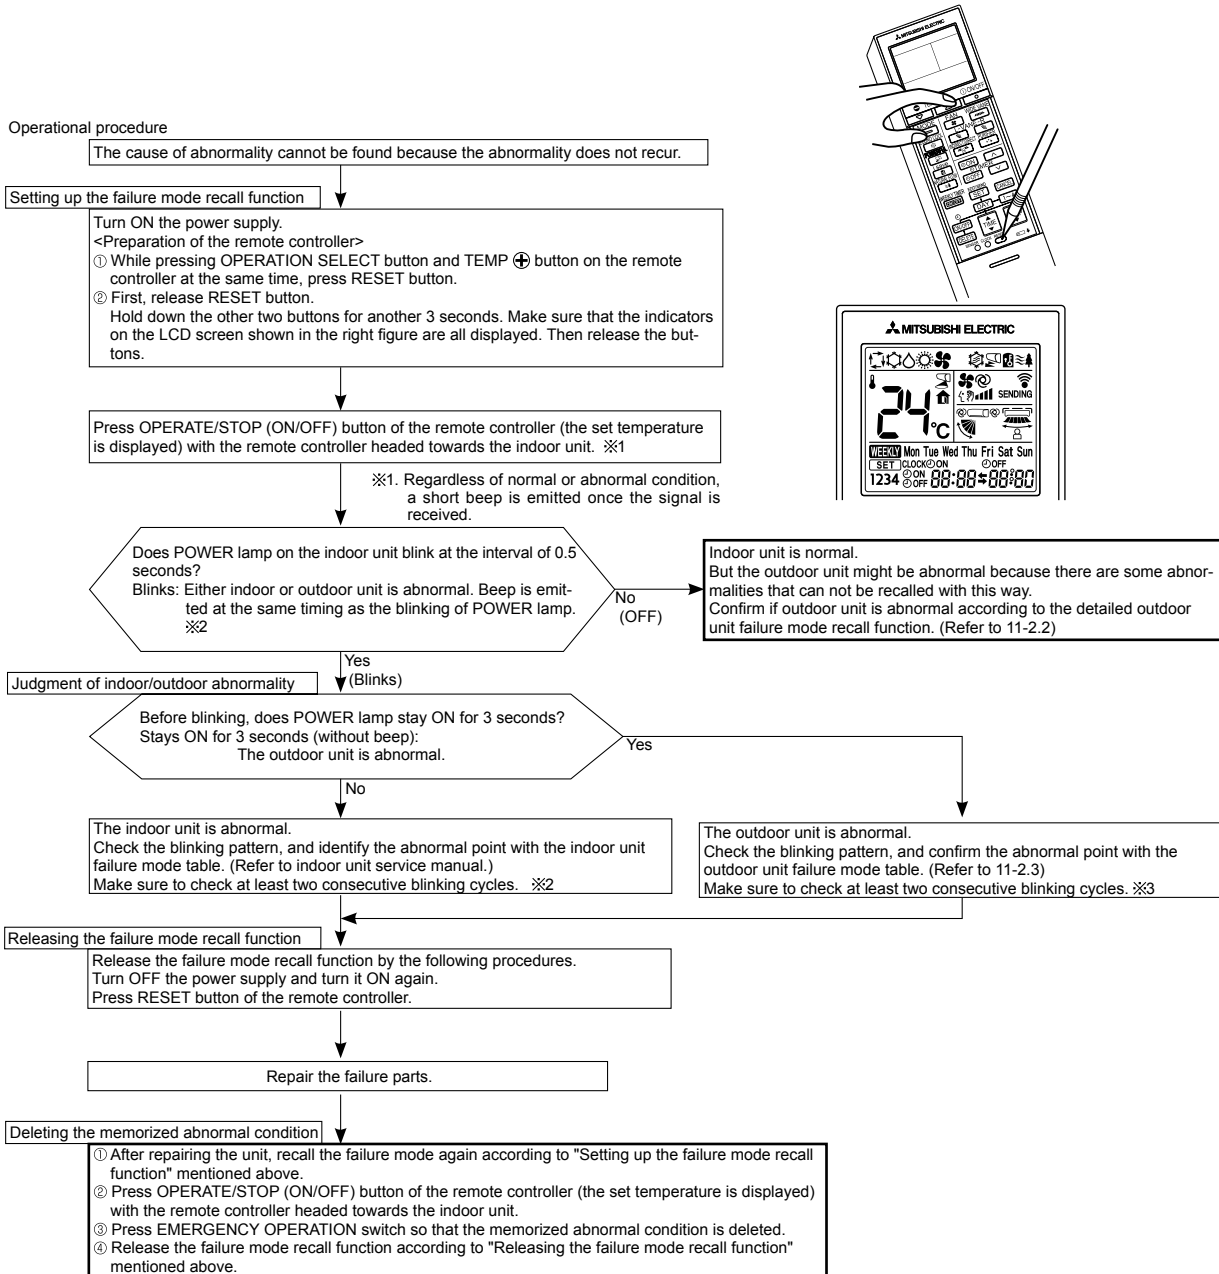 MITSUBISHI ELECTRIC
ON/OFF
Operational procedure
The cause of abnormality cannot be found because the abnormality does not recur.
Setting up the failure mode recall function
Turn ON the power supply.
<Preparation of the remote controller>
① While pressing OPERATION SELECT button and TEMP ⊕ button on the remote
controller at the same time, press RESET button.
② First, release RESET button.
Hold down the other two buttons for another 3 seconds. Make sure that the indicators
on the LCD screen shown in the right figure are all displayed. Then release the but-
tons.
MITSUBISHI ELECTRIC
24°C
SENDING
WEEKLY Mon Tue Wed Thu Fri Sat Sun
SET CLOCK ON OFF
1234 ON OFF 88:88 88:80
Press OPERATE/STOP (ON/OFF) button of the remote controller (the set temperature
is displayed) with the remote controller headed towards the indoor unit. ※1
※1. Regardless of normal or abnormal condition,
a short beep is emitted once the signal is
received.
Does POWER lamp on the indoor unit blink at the interval of 0.5
seconds?
Blinks: Either indoor or outdoor unit is abnormal. Beep is emit-
ted at the same timing as the blinking of POWER lamp.
※2
No
(OFF)
Indoor unit is normal.
But the outdoor unit might be abnormal because there are some abnor-
malities that can not be recalled with this way.
Confirm if outdoor unit is abnormal according to the detailed outdoor
unit failure mode recall function. (Refer to 11-2.2)
Yes
(Blinks)
Judgment of indoor/outdoor abnormality
Before blinking, does POWER lamp stay ON for 3 seconds?
Stays ON for 3 seconds (without beep):
The outdoor unit is abnormal.
Yes
No
The indoor unit is abnormal.
Check the blinking pattern, and identify the abnormal point with the indoor unit
failure mode table. (Refer to indoor unit service manual.)
Make sure to check at least two consecutive blinking cycles. ※2
The outdoor unit is abnormal.
Check the blinking pattern, and confirm the abnormal point with the
outdoor unit failure mode table. (Refer to 11-2.3)
Make sure to check at least two consecutive blinking cycles. ※3
Releasing the failure mode recall function
Release the failure mode recall function by the following procedures.
Turn OFF the power supply and turn it ON again.
Press RESET button of the remote controller.
Repair the failure parts.
Deleting the memorized abnormal condition
① After repairing the unit, recall the failure mode again according to "Setting up the failure mode recall
function" mentioned above.
② Press OPERATE/STOP (ON/OFF) button of the remote controller (the set temperature is displayed)
with the remote controller headed towards the indoor unit.
③ Press EMERGENCY OPERATION switch so that the memorized abnormal condition is deleted.
④ Release the failure mode recall function according to "Releasing the failure mode recall function"
mentioned above.